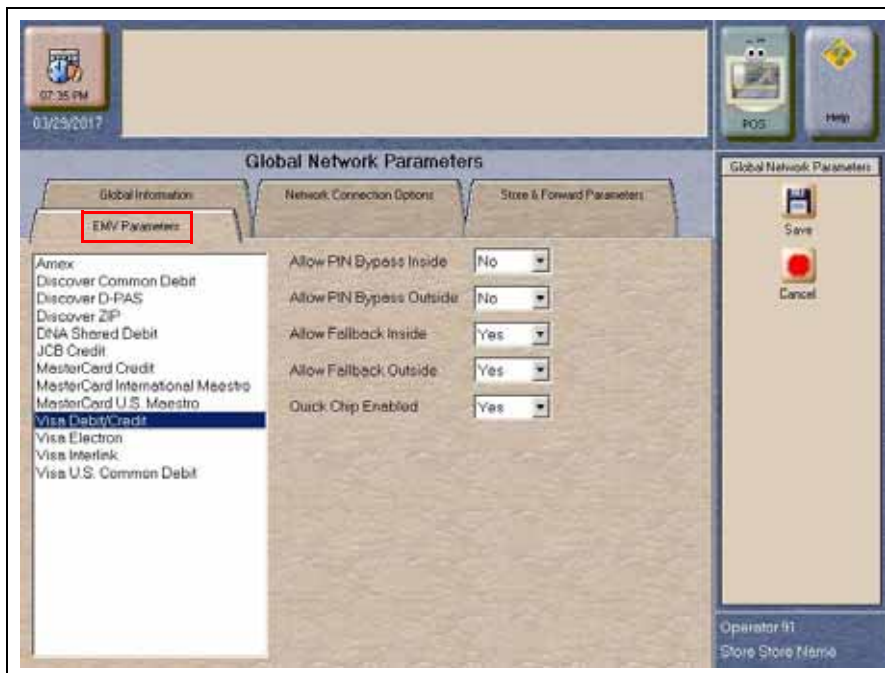 07:35 PM
03/29/2017
POS
Help
Global Network Parameters
Global Information
Network Connection Options
Store & Forward Parameters
EMV Parameters
Amex
Discover Common Debit
Discover D-PAS
Discover ZIP
DNA Shared Debit
JCB Credit
MasterCard Credit
MasterCard International Maestro
MasterCard U.S. Maestro
Visa Debit/Credit
Visa Electron
Visa Interlink
Visa U.S. Common Debit
Allow PIN Bypass Inside No
Allow PIN Bypass Outside No
Allow Fallback Inside Yes
Allow Fallback Outside Yes
Quick Chip Enabled Yes
Global Network Parameters
Save
Cancel
Operator 91
Store Store Name